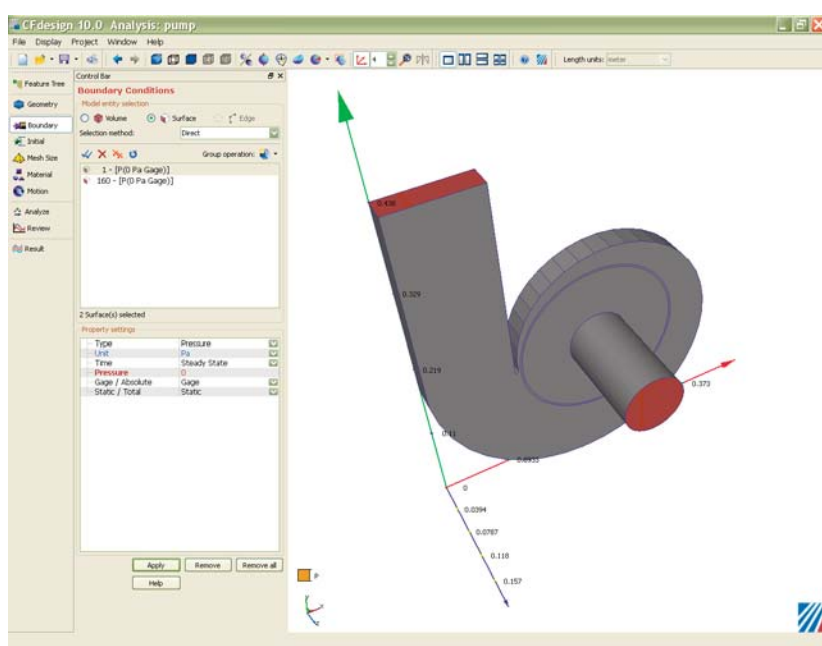 CFdesign 10.0 Analysis: pump
File Display Project Window Help
Length units: meter
Feature Tree
Geometry
Boundary
Initial
Mesh Size
Material
Motion
Analyze
Review
Result
Control Bar
Boundary Conditions
Model entity selection
Volume Surface Edge
Selection method: Direct
Group operation:
1 - [P(0 Pa Gage)]
160 - [P(0 Pa Gage)]
2 Surface(s) selected
Property settings
Type Pressure
Unit Pa
Time Steady State
Pressure 0
Gage / Absolute Gage
Static / Total Static
Apply Remove Remove all
Help
0.438
0.329
0.219
0.11
0.373
0.0933
0
0.0394
0.0787
0.118
0.157
P
Y
X
Z